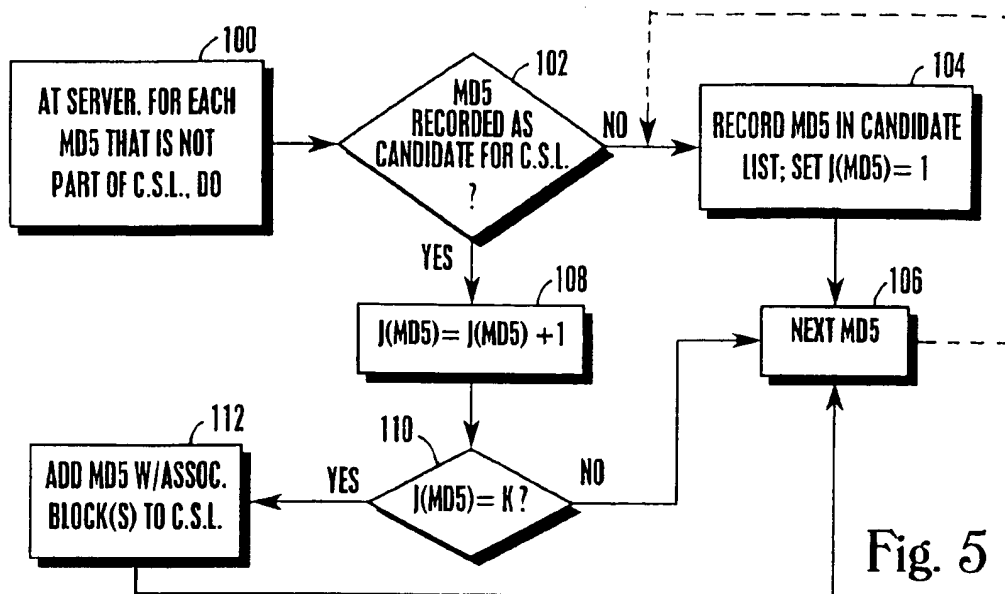 100
AT SERVER. FOR EACH
MD5 THAT IS NOT
PART OF C.S.L., DO
102
MD5
RECORDED AS
CANDIDATE FOR C.S.L.
?
NO
104
RECORD MD5 IN CANDIDATE
LIST; SET J(MD5)= 1
YES
108
J(MD5)= J(MD5) +1
106
NEXT MD5
110
J(MD5)= K?
YES
NO
112
ADD MD5 W/ASSOC.
BLOCK(S) TO C.S.L.
Fig. 5